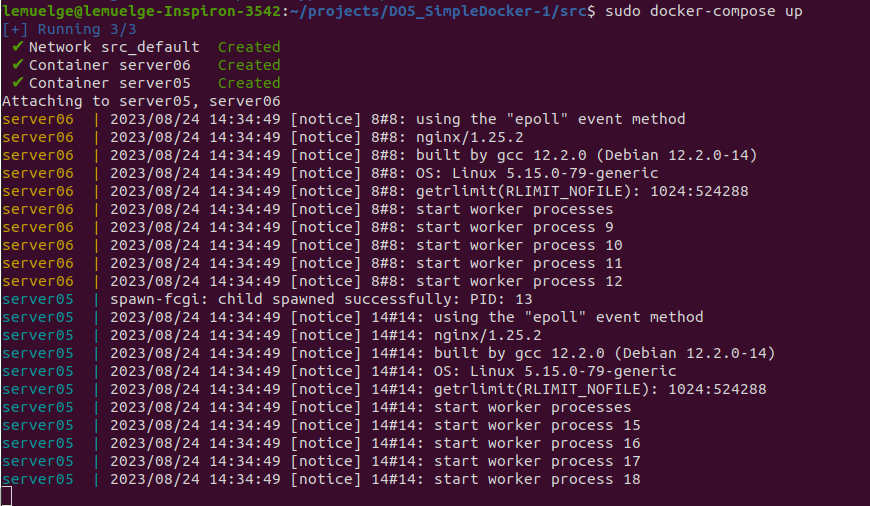 lemuelge@lemuelge-Inspiron-3542:~/projects/DO5_SimpleDocker-1/src$ sudo docker-compose up
[+] Running 3/3
✔ Network src_default  Created
✔ Container server06   Created
✔ Container server05   Created
Attaching to server05, server06
server06  | 2023/08/24 14:34:49 [notice] 8#8: using the "epoll" event method
server06  | 2023/08/24 14:34:49 [notice] 8#8: nginx/1.25.2
server06  | 2023/08/24 14:34:49 [notice] 8#8: built by gcc 12.2.0 (Debian 12.2.0-14)
server06  | 2023/08/24 14:34:49 [notice] 8#8: OS: Linux 5.15.0-79-generic
server06  | 2023/08/24 14:34:49 [notice] 8#8: getrlimit(RLIMIT_NOFILE): 1024:524288
server06  | 2023/08/24 14:34:49 [notice] 8#8: start worker processes
server06  | 2023/08/24 14:34:49 [notice] 8#8: start worker process 9
server06  | 2023/08/24 14:34:49 [notice] 8#8: start worker process 10
server06  | 2023/08/24 14:34:49 [notice] 8#8: start worker process 11
server06  | 2023/08/24 14:34:49 [notice] 8#8: start worker process 12
server05  | spawn-fcgi: child spawned successfully: PID: 13
server05  | 2023/08/24 14:34:49 [notice] 14#14: using the "epoll" event method
server05  | 2023/08/24 14:34:49 [notice] 14#14: nginx/1.25.2
server05  | 2023/08/24 14:34:49 [notice] 14#14: built by gcc 12.2.0 (Debian 12.2.0-14)
server05  | 2023/08/24 14:34:49 [notice] 14#14: OS: Linux 5.15.0-79-generic
server05  | 2023/08/24 14:34:49 [notice] 14#14: getrlimit(RLIMIT_NOFILE): 1024:524288
server05  | 2023/08/24 14:34:49 [notice] 14#14: start worker processes
server05  | 2023/08/24 14:34:49 [notice] 14#14: start worker process 15
server05  | 2023/08/24 14:34:49 [notice] 14#14: start worker process 16
server05  | 2023/08/24 14:34:49 [notice] 14#14: start worker process 17
server05  | 2023/08/24 14:34:49 [notice] 14#14: start worker process 18